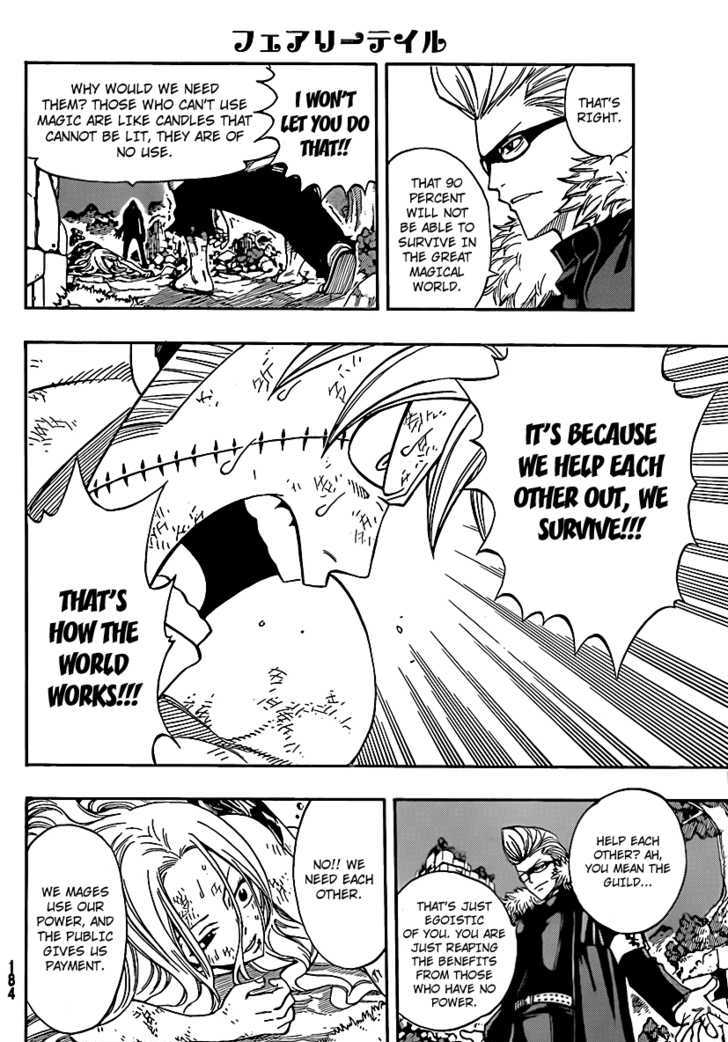 フェアリーテイル
THAT'S
RIGHT.
THAT 90
PERCENT
WILL NOT
BE ABLE TO
SURVIVE IN
THE GREAT
MAGICAL
WORLD.
I WON'T
LET YOU DO
THAT!!
WHY WOULD WE NEED
THEM? THOSE WHO CAN'T USE
MAGIC ARE LIKE CANDLES THAT
CANNOT BE LIT, THEY ARE OF
NO USE.
IT'S BECAUSE
WE HELP EACH
OTHER OUT, WE
SURVIVE!!!
THAT'S
HOW THE
WORLD
WORKS!!!
HELP EACH
OTHER? AH,
YOU MEAN THE
GUILD...
THAT'S JUST
EGOISTIC
OF YOU. YOU ARE
JUST REAPING THE
BENEFITS
FROM THOSE
WHO HAVE NO
POWER.
NO!! WE
NEED EACH
OTHER.
WE MAGES
USE OUR
POWER, AND
THE PUBLIC
GIVES US
PAYMENT.
184